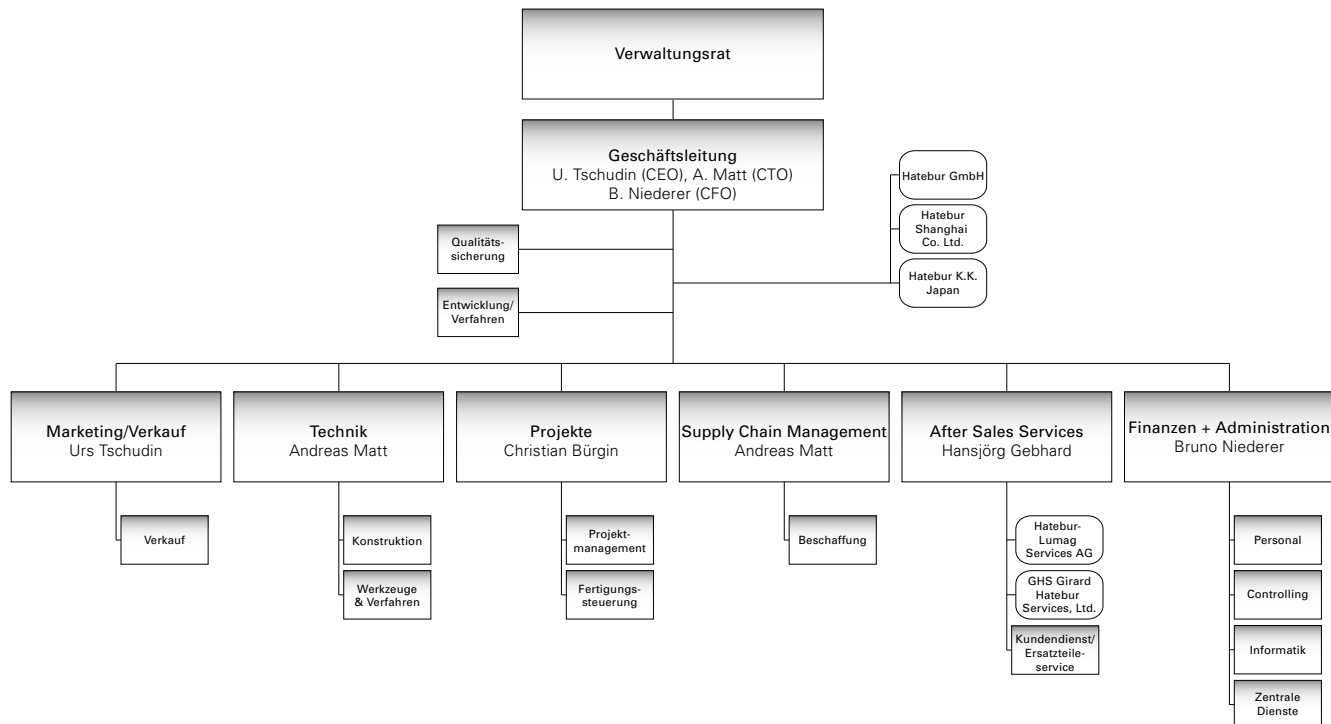 Verwaltungsrat
Geschäftsleitung
U. Tschudin (CEO), A. Matt (CTO)
B. Niederer (CFO)
Hatebur GmbH
Hatebur
Shanghai
Co. Ltd.
Hatebur K.K.
Japan
Qualitäts-
sicherung
Entwicklung/
Verfahren
Marketing/Verkauf
Urs Tschudin
Technik
Andreas Matt
Projekte
Christian Bürgin
Supply Chain Management
Andreas Matt
After Sales Services
Hansjörg Gebhard
Finanzen + Administration
Bruno Niederer
Verkauf
Konstruktion
Werkzeuge
& Verfahren
Projekt-
management
Fertigungs-
steuerung
Beschaffung
Hatebur-
Lumag
Services AG
GHS Girard
Hatebur
Services, Ltd.
Kundendienst/
Ersatzteile-
service
Personal
Controlling
Informatik
Zentrale
Dienste